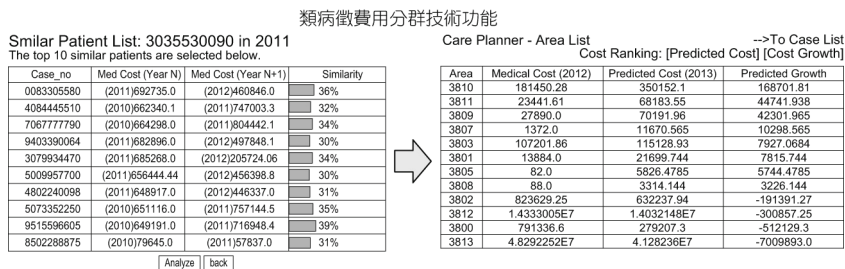 類病徵費用分群技術功能
Smilar Patient List: 3035530090 in 2011
The top 10 similar patients are selected below.
Case_no Med Cost (Year N) Med Cost (Year N+1) Similarity
0083305580 (2011)692735.0 (2012)460846.0 36%
4084445510 (2010)662340.1 (2011)747003.3 32%
7067777790 (2010)664298.0 (2011)804442.1 34%
9403390064 (2011)682896.0 (2012)497848.1 30%
3079934470 (2011)685268.0 (2012)205724.06 34%
5009957700 (2011)656444.44 (2012)456398.8 30%
4802240098 (2011)648917.0 (2012)446337.0 31%
5073352250 (2010)651116.0 (2011)757144.5 35%
9515596605 (2010)649191.0 (2011)716948.4 39%
8502288875 (2010)79645.0 (2011)57837.0 31%
Analyze back
Care Planner - Area List -->To Case List
Cost Ranking: [Predicted Cost] [Cost Growth]
Area Medical Cost (2012) Predicted Cost (2013) Predicted Growth
3810 181450.28 350152.1 168701.81
3811 23441.61 68183.55 44741.938
3809 27890.0 70191.96 42301.965
3807 1372.0 11670.565 10298.565
3803 107201.86 115128.93 7927.0684
3801 13884.0 21699.744 7815.744
3805 82.0 5826.4785 5744.4785
3808 88.0 3314.144 3226.144
3802 823629.25 632237.94 -191391.27
3812 1.4333005E7 1.4032148E7 -300857.25
3800 791336.6 279207.3 -512129.3
3813 4.8292252E7 4.128236E7 -7009893.0